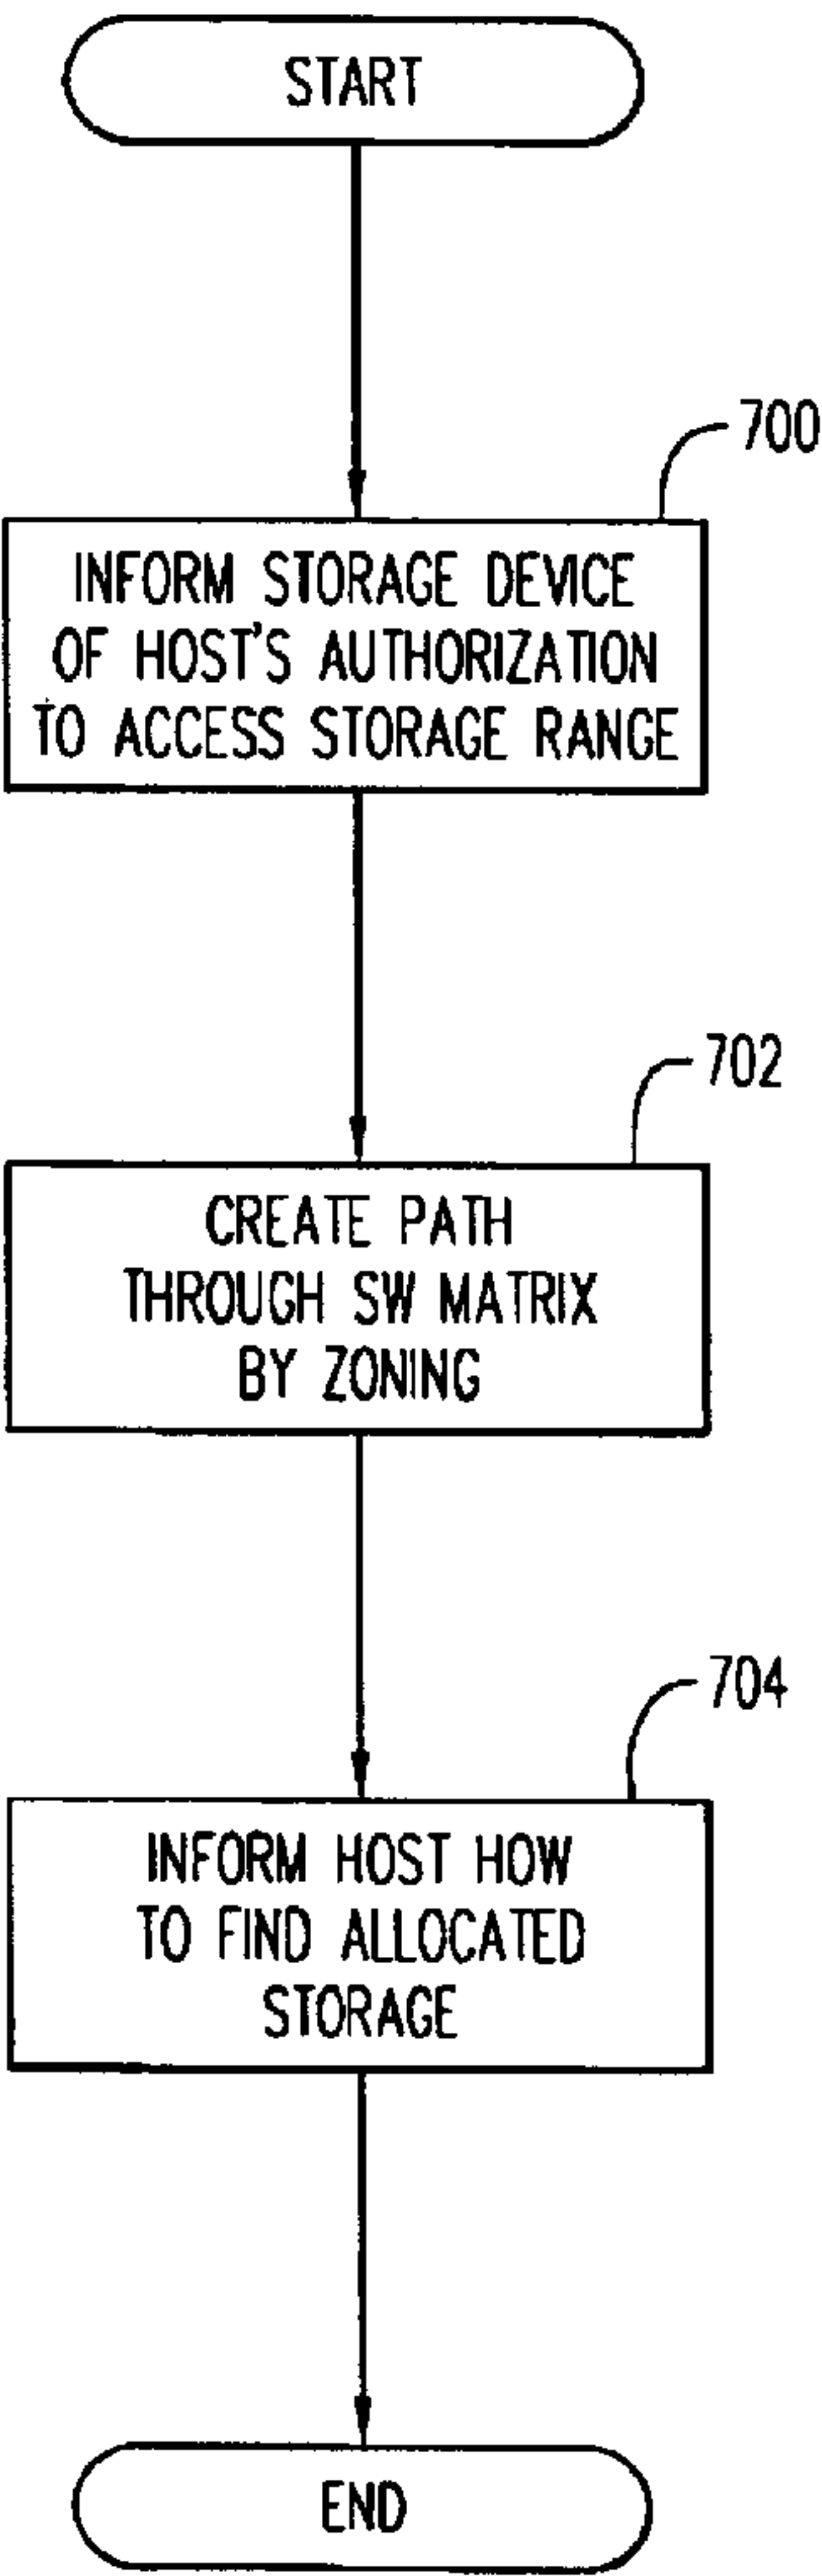 START
700
INFORM STORAGE DEVICE
OF HOST'S AUTHORIZATION
TO ACCESS STORAGE RANGE
702
CREATE PATH
THROUGH SW MATRIX
BY ZONING
704
INFORM HOST HOW
TO FIND ALLOCATED
STORAGE
END